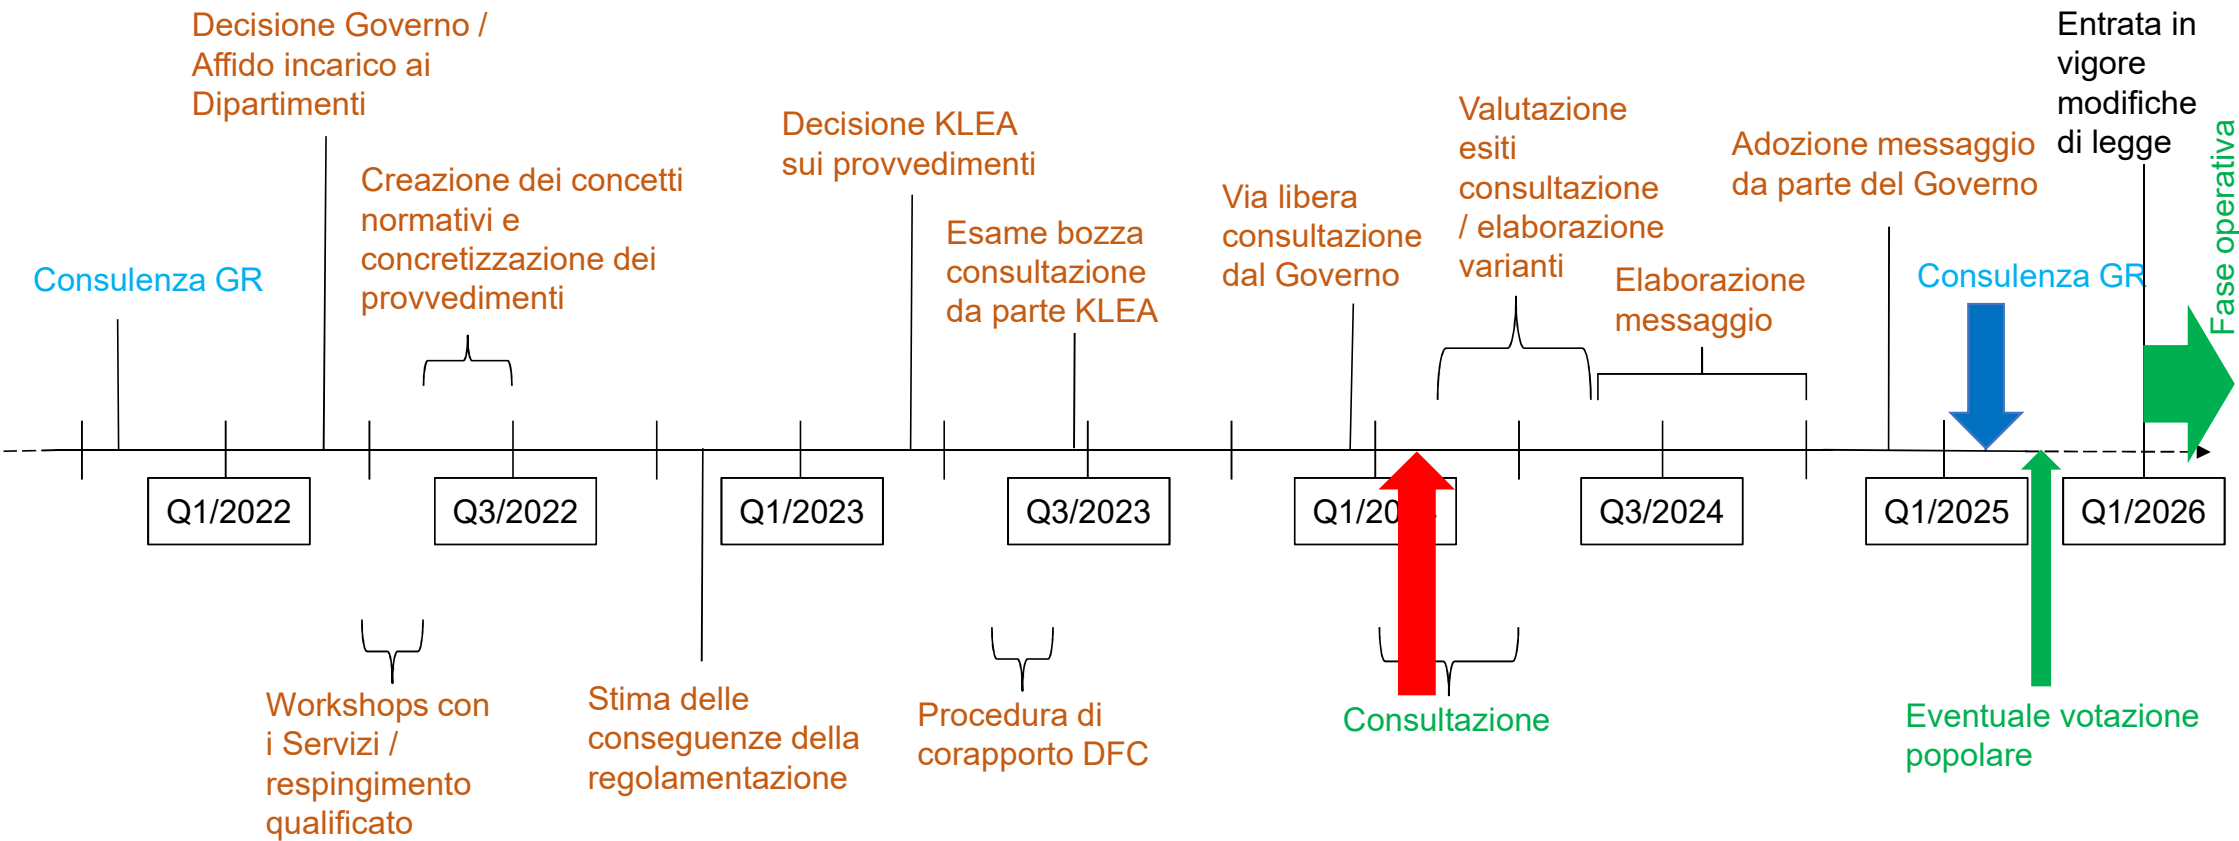 Decisione Governo /
Affido incarico ai
Dipartimenti
Entrata in
vigore
modifiche
di legge
Fase operativa
Valutazione
esiti
consultazione
/ elaborazione
varianti
Decisione KLEA
sui provvedimenti
Adozione messaggio
da parte del Governo
Creazione dei concetti
normativi e
concretizzazione dei
provvedimenti
Via libera
consultazione
dal Governo
Esame bozza
consultazione
da parte KLEA
Consulenza GR
Elaborazione
messaggio
Consulenza GR
Q1/2022
Q3/2022
Q1/2023
Q3/2023
Q1/20
Q3/2024
Q1/2025
Q1/2026
Workshops con
i Servizi /
respingimento
qualificato
Stima delle
conseguenze della
regolamentazione
Procedura di
corapporto DFC
Consultazione
Eventuale votazione
popolare